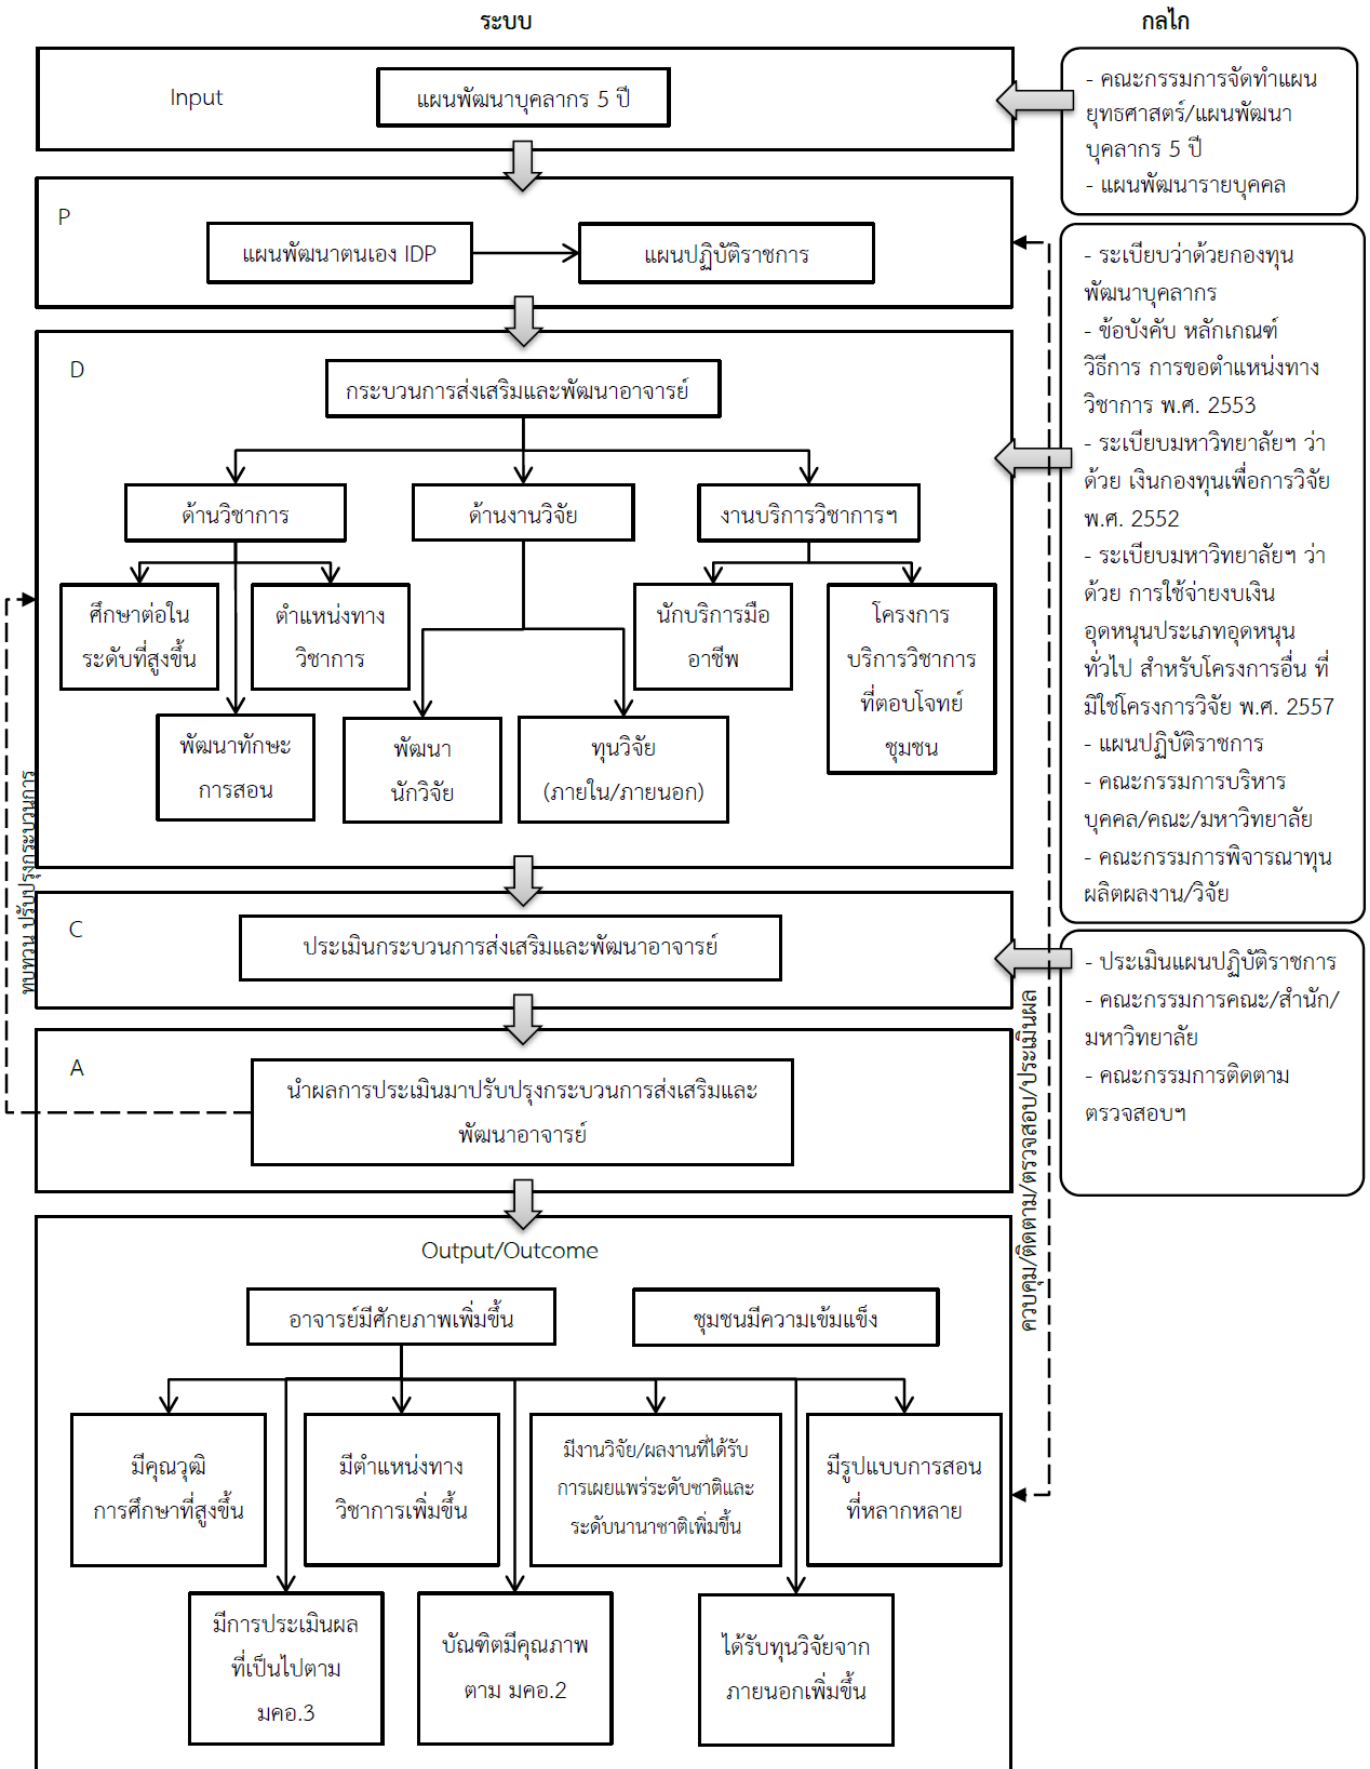 ระบบ
กลไก
Input
แผนพัฒนาบุคลากร 5 ปี
- คณะกรรมการจัดทำแผน
ยุทธศาสตร์/แผนพัฒนา
บุคลากร 5 ปี
- แผนพัฒนารายบุคคล
P
แผนพัฒนาตนเอง IDP
แผนปฏิบัติราชการ
- ระเบียบว่าด้วยกองทุน
พัฒนาบุคลากร
- ข้อบังคับ หลักเกณฑ์
วิธีการ การขอตำแหน่งทาง
วิชาการ พ.ศ. 2553
- ระเบียบมหาวิทยาลัยฯ ว่า
ด้วย เงินกองทุนเพื่อการวิจัย
พ.ศ. 2552
- ระเบียบมหาวิทยาลัยฯ ว่า
ด้วย การใช้จ่ายงบเงิน
อุดหนุนประเภทอุดหนุน
ทั่วไป สำหรับโครงการอื่น ที่
มิใช่โครงการวิจัย พ.ศ. 2557
- แผนปฏิบัติราชการ
- คณะกรรมการบริหาร
บุคคล/คณะ/มหาวิทยาลัย
- คณะกรรมการพิจารณาทุน
ผลิตผลงาน/วิจัย
D
กระบวนการส่งเสริมและพัฒนาอาจารย์
ด้านวิชาการ
ด้านงานวิจัย
งานบริการวิชาการฯ
ศึกษาต่อใน
ระดับที่สูงขึ้น
ตำแหน่งทาง
วิชาการ
นักบริการมือ
อาชีพ
โครงการ
บริการวิชาการ
ที่ตอบโจทย์
ชุมชน
พัฒนาทักษะ
การสอน
พัฒนา
นักวิจัย
ทุนวิจัย
(ภายใน/ภายนอก)
ทบทวน ปรับปรุงกระบวนการ
C
ประเมินกระบวนการส่งเสริมและพัฒนาอาจารย์
- ประเมินแผนปฏิบัติราชการ
- คณะกรรมการคณะ/สำนัก/
มหาวิทยาลัย
- คณะกรรมการติดตาม
ตรวจสอบฯ
A
นำผลการประเมินมาปรับปรุงกระบวนการส่งเสริมและ
พัฒนาอาจารย์
ควบคุม/ติดตาม/ตรวจสอบ/ประเมินผล
Output/Outcome
อาจารย์มีศักยภาพเพิ่มขึ้น
ชุมชนมีความเข้มแข็ง
มีคุณวุฒิ
การศึกษาที่สูงขึ้น
มีตำแหน่งทาง
วิชาการเพิ่มขึ้น
มีงานวิจัย/ผลงานที่ได้รับ
การเผยแพร่ระดับชาติและ
ระดับนานาชาติเพิ่มขึ้น
มีรูปแบบการสอน
ที่หลากหลาย
มีการประเมินผล
ที่เป็นไปตาม
มคอ.3
บัณฑิตมีคุณภาพ
ตาม มคอ.2
ได้รับทุนวิจัยจาก
ภายนอกเพิ่มขึ้น